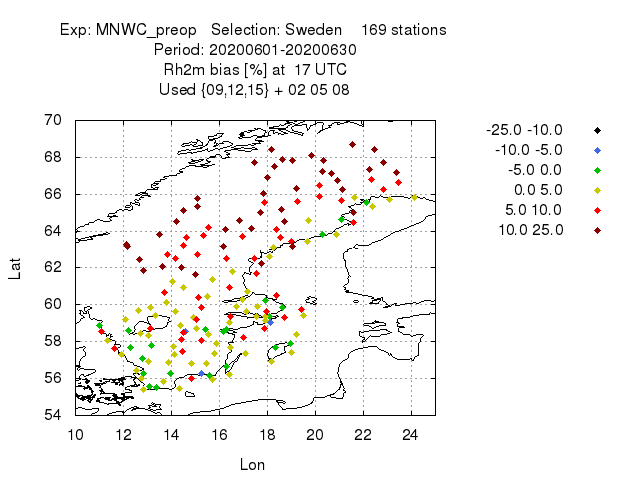 Exp: MNWC_preop   Selection: Sweden    169 stations
Period: 20200601-20200630
Rh2m bias [%] at  17 UTC
Used {09,12,15} + 02 05 08
70
68
66
64
62
60
58
56
54
Lat
10 12 14 16 18 20 22 24
Lon
-25.0 -10.0
-10.0 -5.0
-5.0 0.0
0.0 5.0
5.0 10.0
10.0 25.0